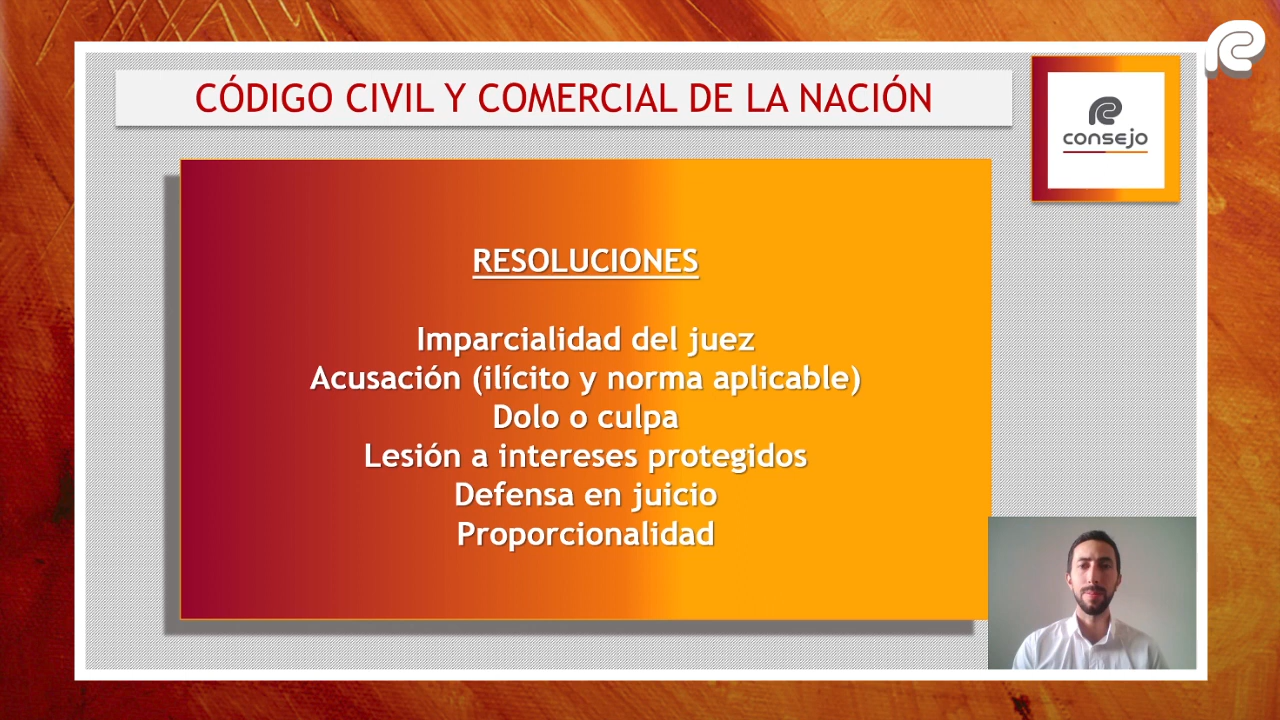 CÓDIGO CIVIL Y COMERCIAL DE LA NACIÓN
consejo
RESOLUCIONES
Imparcialidad del juez
Acusación (ilícito y norma aplicable)
Dolo o culpa
Lesión a intereses protegidos
Defensa en juicio
Proporcionalidad